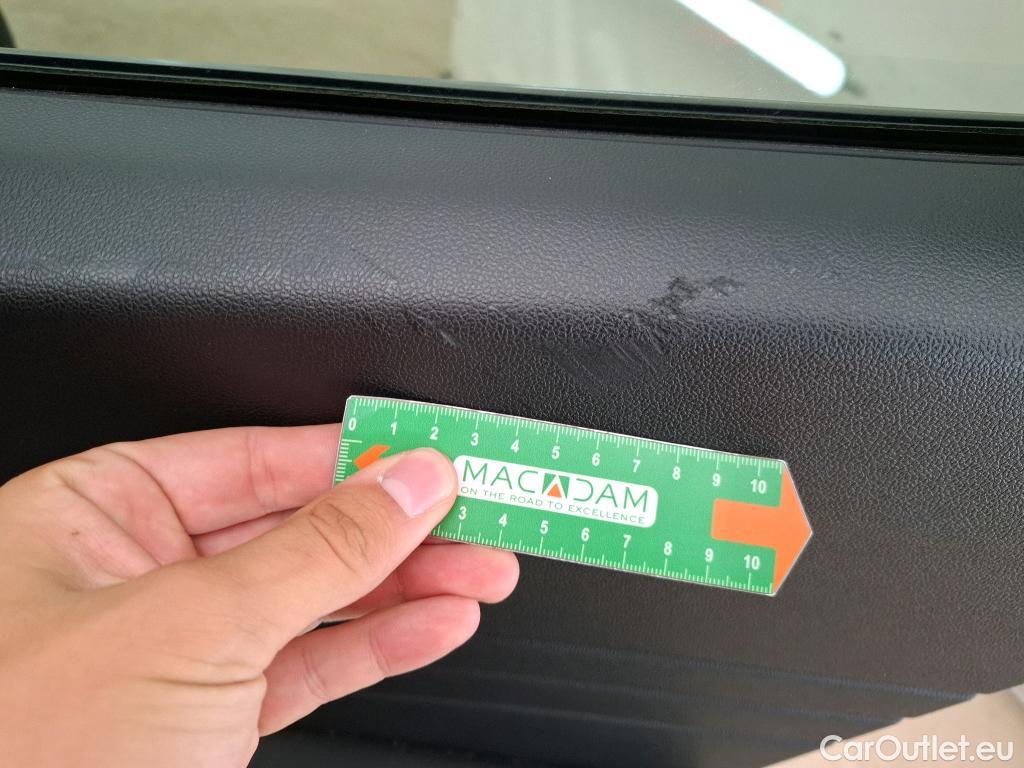 0 1 2 3 4 5 6 7 8 9 10
MACADAM
ON THE ROAD TO EXCELLENCE
3 4 5 6 7 8 9 10
CarOutlet.eu